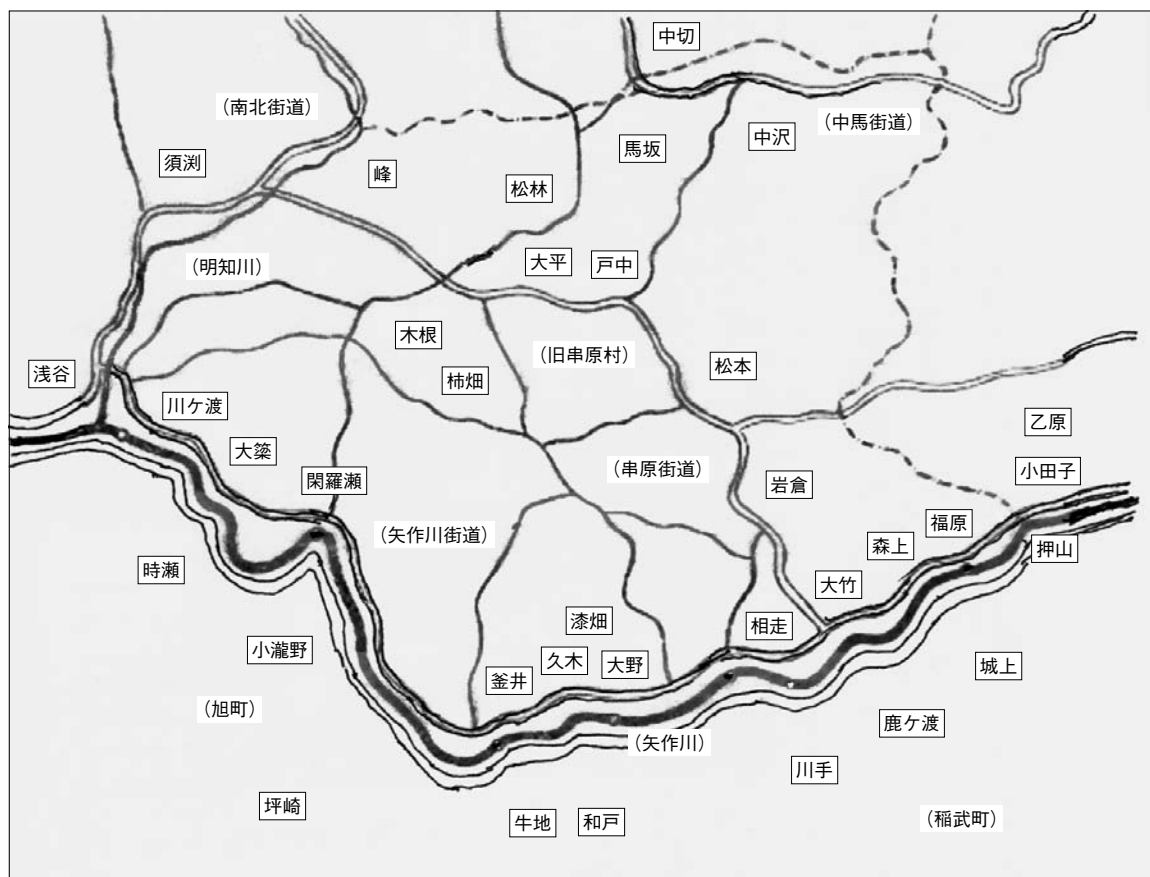 中切
（南北街道）
（中馬街道）
馬坂
中沢
須渕
峰
松林
（明知川）
大平
戸中
木根
（旧串原村）
松本
浅谷
柿畑
川ケ渡
乙原
大簗
（串原街道）
小田子
閑羅瀬
岩倉
（矢作川街道）
福原
森上
押山
時瀬
大竹
漆畑
相走
小瀧野
久木
大野
釜井
城上
（旭町）
鹿ケ渡
（矢作川）
川手
坪崎
牛地
和戸
（稲武町）